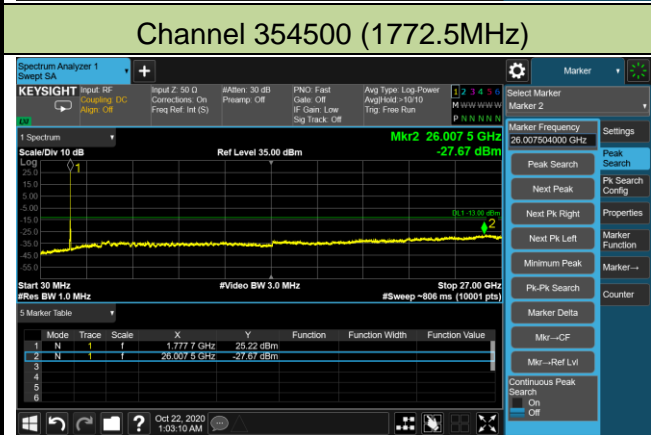 Channel 354500 (1772.5MHz)
Spectrum Analyzer 1
Swept SA
Marker
KEYSIGHT Input: RF Input Z: 50 Ω #Atten: 30 dB PNO: Fast Avg Type: Log-Power 1 2 3 4 5 6
Coupling: DC Corrections: On Preamp: Off Gate: Off Avg|Hold:>10/10 M W W W W W
Align: Off Freq Ref: Int (S) IF Gain: Low Trig: Free Run P N N N N N
Sig Track: Off
Select Marker
Marker 2
1 Spectrum
Mkr2 26.007 5 GHz
Scale/Div 10 dB Ref Level 35.00 dBm -27.67 dBm
Log
25.0
15.0
5.00
-5.00
-15.0
-25.0
-35.0
-45.0
-55.0
1
DL1 -13.00 dBm
2
Start 30 MHz #Video BW 3.0 MHz Stop 27.00 GHz
#Res BW 1.0 MHz #Sweep ~806 ms (10001 pts)
5 Marker Table
Mode Trace Scale X Y Function Function Width Function Value
1 N 1 f 1.777 7 GHz 25.22 dBm
2 N 1 f 26.007 5 GHz -27.67 dBm
3
4
5
6
Marker Frequency
26.007504000 GHz
Peak Search
Next Peak
Next Pk Right
Next Pk Left
Minimum Peak
Pk-Pk Search
Marker Delta
Mkr→CF
Mkr→Ref Lvl
Continuous Peak
Search
On
Off
Settings
Peak
Search
Pk Search
Config
Properties
Marker
Function
Marker→
Counter
?
Oct 22, 2020
1:03:10 AM